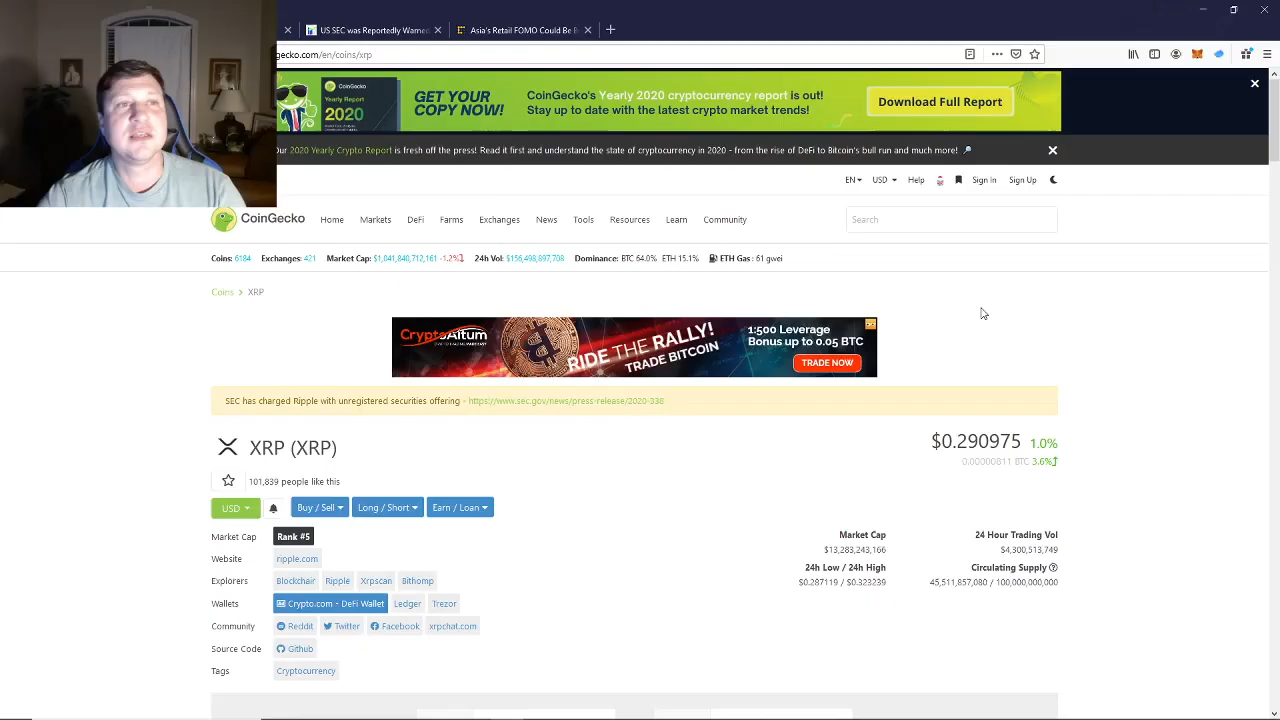 US SEC was Reportedly Warned
Asia's Retail FOMO Could Be B
gecko.com/en/coins/xrp
CoinGecko
Yearly Report
2020
GET YOUR COPY NOW!
CoinGecko's Yearly 2020 cryptocurrency report is out!
Stay up to date with the latest crypto market trends!
Download Full Report
Our 2020 Yearly Crypto Report is fresh off the press! Read it first and understand the state of cryptocurrency in 2020 - from the rise of DeFi to Bitcoin's bull run and much more! 🔎
EN USD Help Sign In Sign Up
CoinGecko Home Markets DeFi Farms Exchanges News Tools Resources Learn Community Search
Coins: 6184 Exchanges: 421 Market Cap: $1,041,840,712,161 -1.2% 24h Vol: $156,498,897,708 Dominance: BTC 64.0% ETH 15.1% ETH Gas: 61 gwei
Coins > XRP
CryptoAltum
RIDE THE RALLY!
TRADE BITCOIN
1:500 Leverage
Bonus up to 0.05 BTC
TRADE NOW
SEC has charged Ripple with unregistered securities offering - https://www.sec.gov/news/press-release/2020-338
XRP (XRP)
$0.290975 1.0%
0.00000811 BTC 3.6%
101,839 people like this
USD Buy / Sell Long / Short Earn / Loan
Market Cap Rank #5
Website ripple.com
Explorers Blockchair Ripple Xrpscan Bithomp
Wallets Crypto.com - DeFi Wallet Ledger Trezor
Community Reddit Twitter Facebook xrpchat.com
Source Code Github
Tags Cryptocurrency
Market Cap
$13,283,243,166
24 Hour Trading Vol
$4,300,513,749
24h Low / 24h High
$0.287119 / $0.323239
Circulating Supply
45,511,857,080 / 100,000,000,000